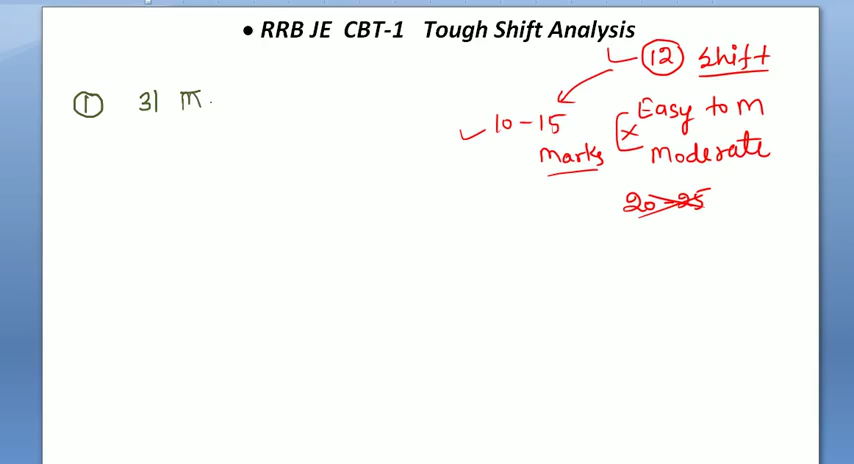 • RRB JE CBT-1 Tough Shift Analysis
12 Shift
① 31 M.
Easy to M
10-15
marks
moderate
20-25